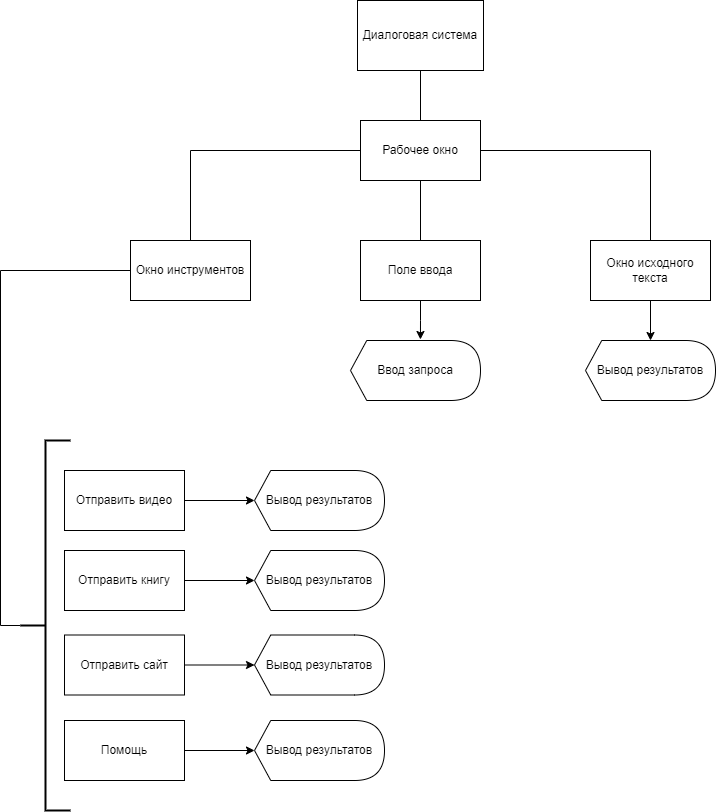 Диалоговая система
Рабочее окно
Окно инструментов
Поле ввода
Окно исходного
текста
Ввод запроса
Вывод результатов
Отправить видео
Вывод результатов
Отправить книгу
Вывод результатов
Отправить сайт
Вывод результатов
Помощь
Вывод результатов